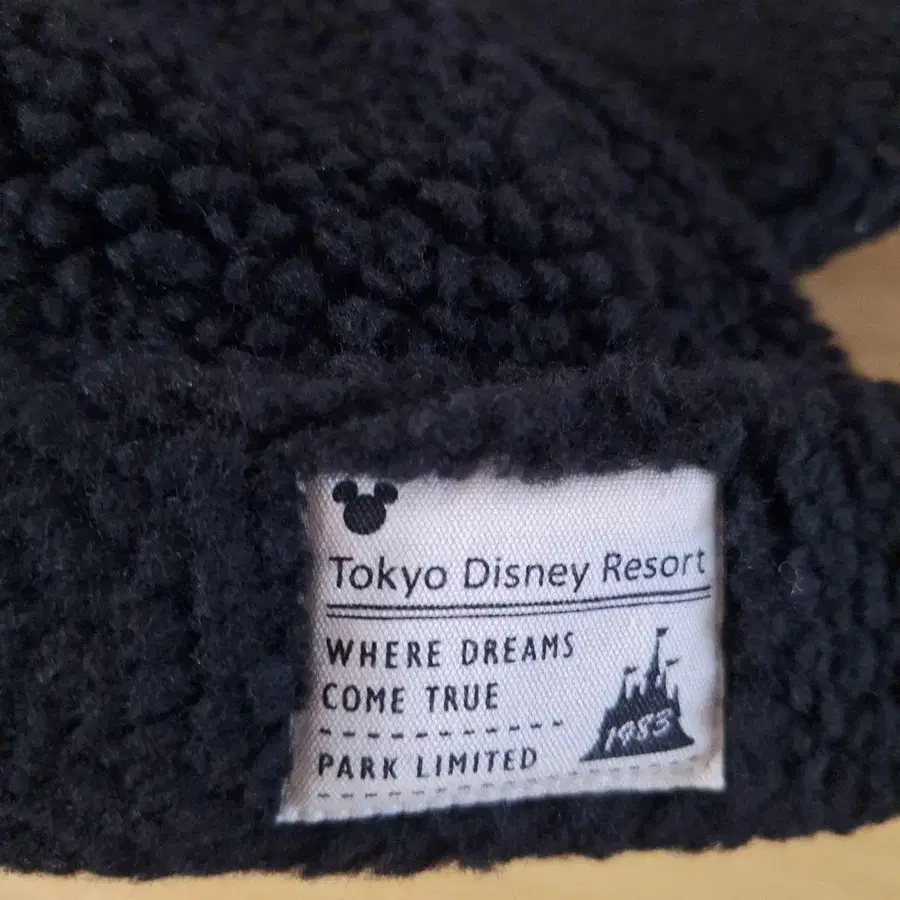 Tokyo Disney Resort
WHERE DREAMS
COME TRUE
1983
PARK LIMITED